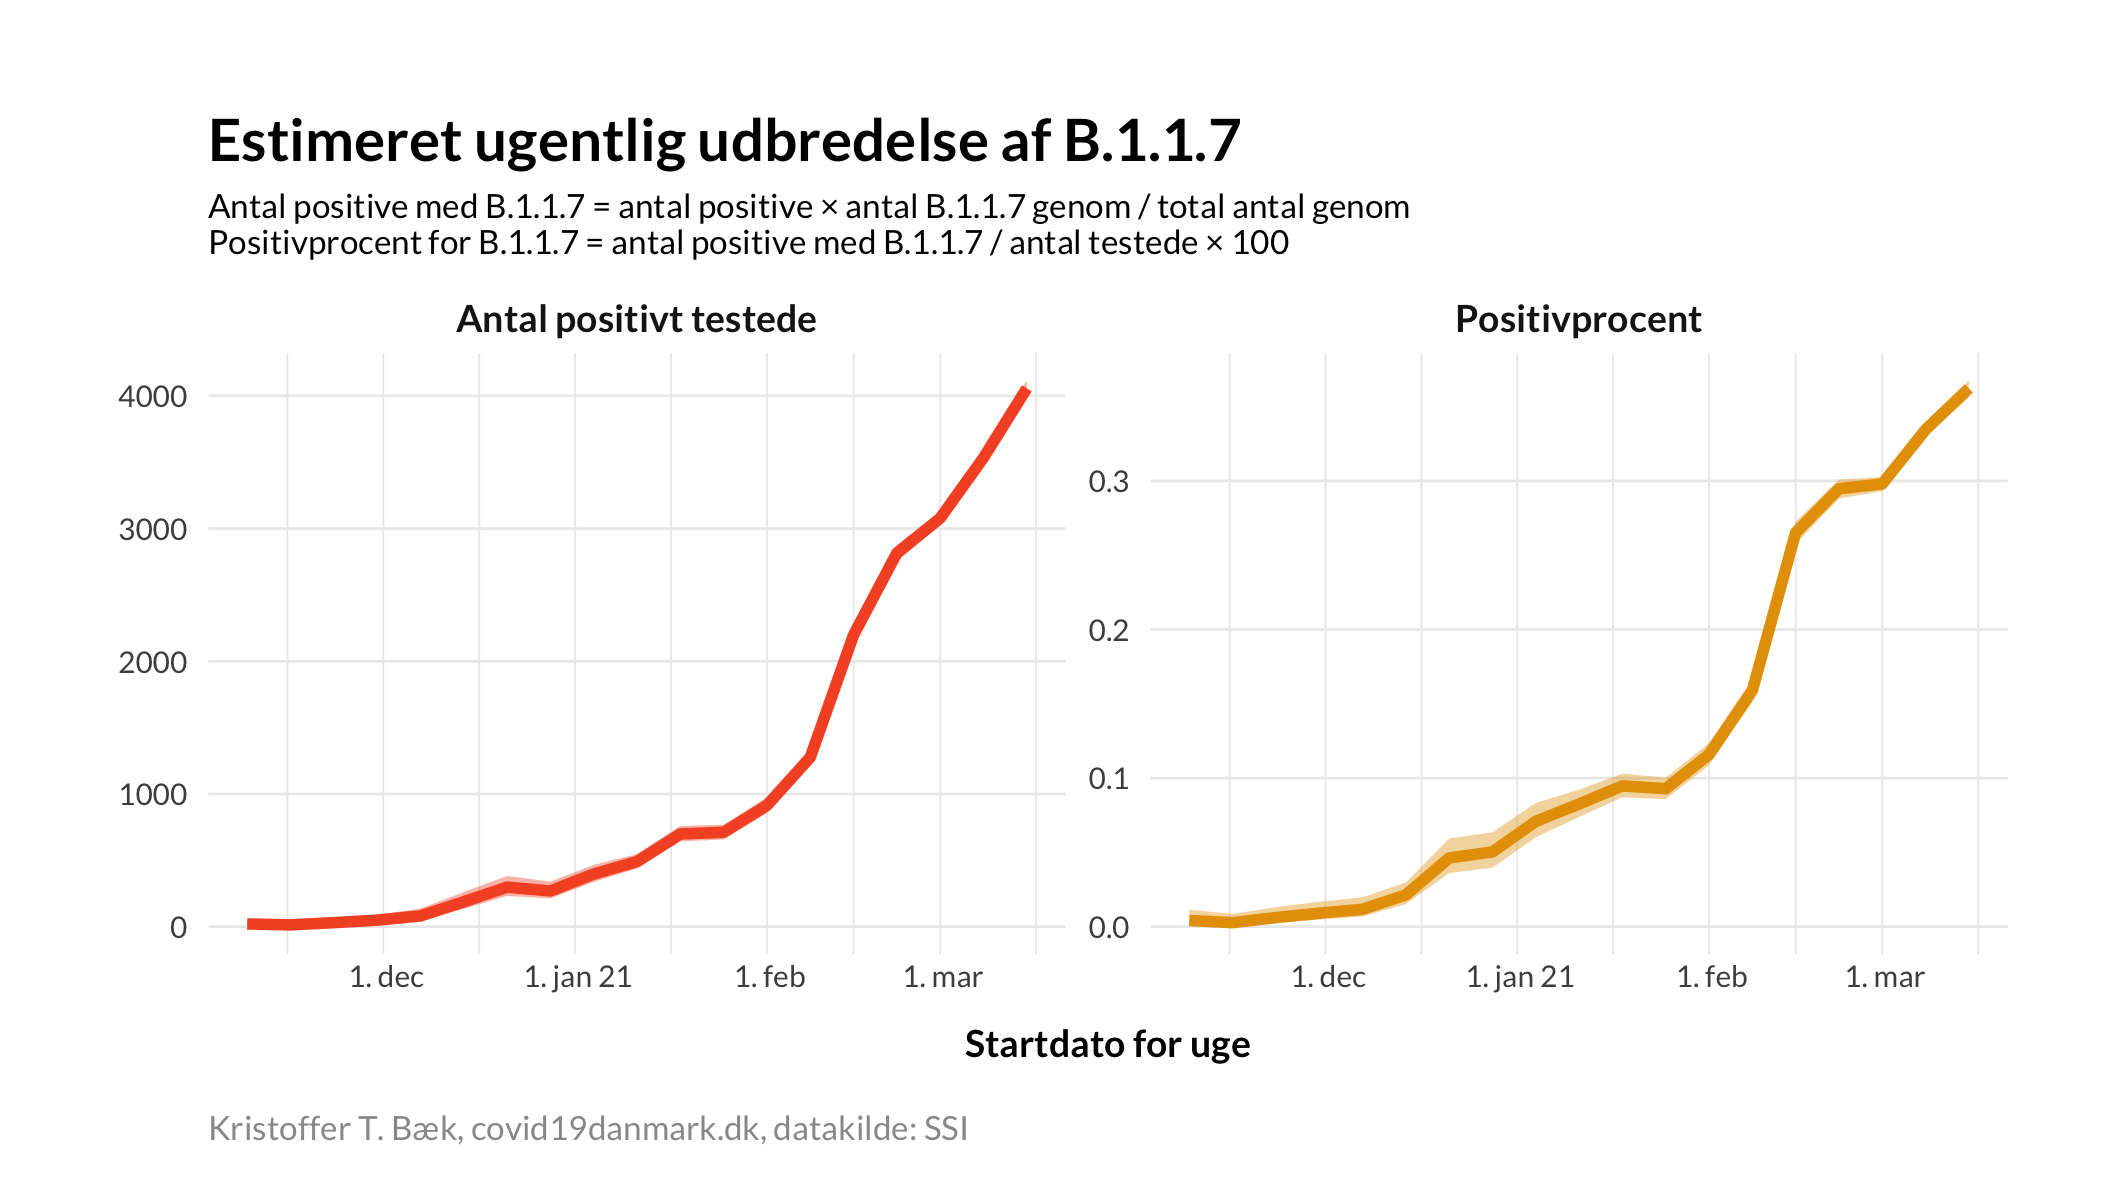 Estimeret ugentlig udbredelse af B.1.1.7
Antal positive med B.1.1.7 = antal positive × antal B.1.1.7 genom / total antal genom
Positivprocent for B.1.1.7 = antal positive med B.1.1.7 / antal testede × 100
Antal positivt testede
4000
3000
2000
1000
0
1. dec
1. jan 21
1. feb
1. mar
Positivprocent
0.3
0.2
0.1
0.0
1. dec
1. jan 21
1. feb
1. mar
Startdato for uge
Kristoffer T. Bæk, covid19danmark.dk, datakilde: SSI